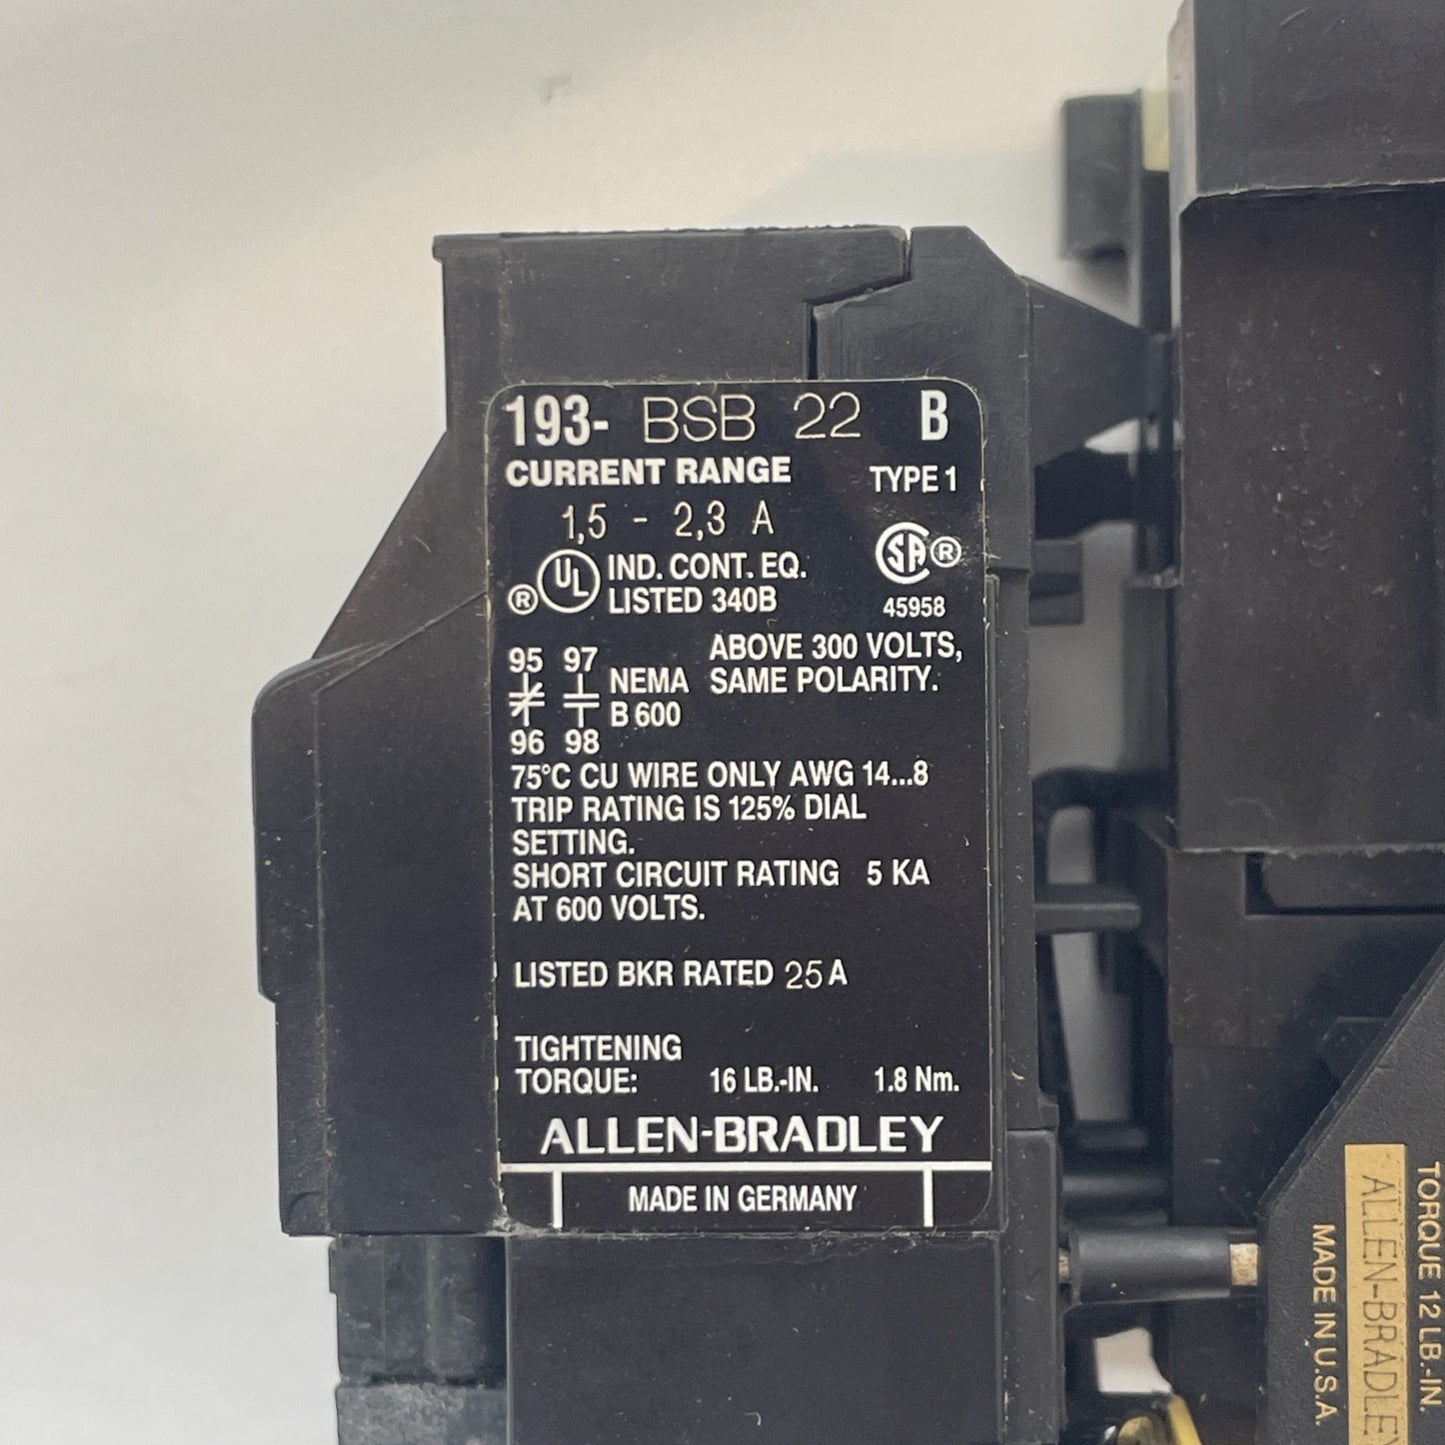 193- BSB 22 B
CURRENT RANGE TYPE 1
1,5 - 2,3 A
® UL IND. CONT. EQ.
LISTED 340B
SA ®
45958
95 97
96 98
NEMA
B 600
ABOVE 300 VOLTS,
SAME POLARITY.
75°C CU WIRE ONLY AWG 14...8
TRIP RATING IS 125% DIAL
SETTING.
SHORT CIRCUIT RATING 5 KA
AT 600 VOLTS.
LISTED BKR RATED 25 A
TIGHTENING
TORQUE: 16 LB.-IN. 1.8 Nm.
ALLEN-BRADLEY
MADE IN GERMANY
TORQUE 12 LB.-IN.
ALLEN-BRADLEY
MADE IN U.S.A.